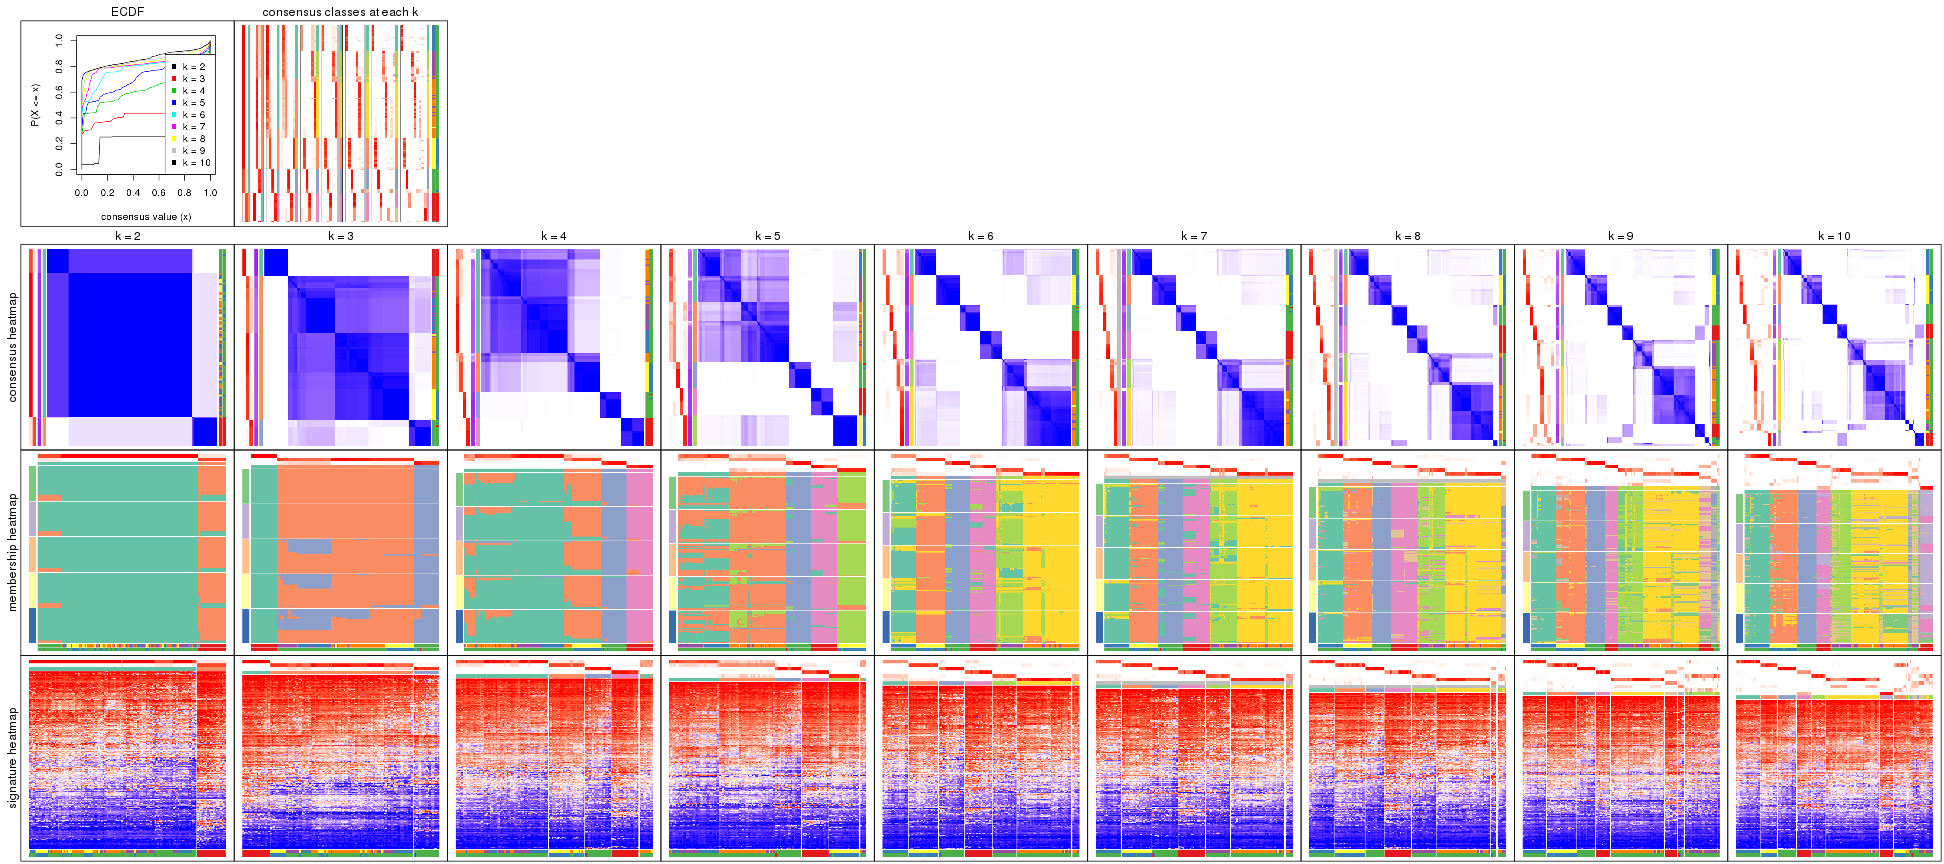 ECDF
consensus classes at each k
P(X <= x)
0.0
0.2
0.4
0.6
0.8
1.0
k = 2
k = 3
k = 4
k = 5
k = 6
k = 7
k = 8
k = 9
k = 10
0.0 0.2 0.4 0.6 0.8 1.0
consensus value (x)
k = 2 k = 3 k = 4 k = 5 k = 6 k = 7 k = 8 k = 9 k = 10
consensus heatmap
membership heatmap
signature heatmap